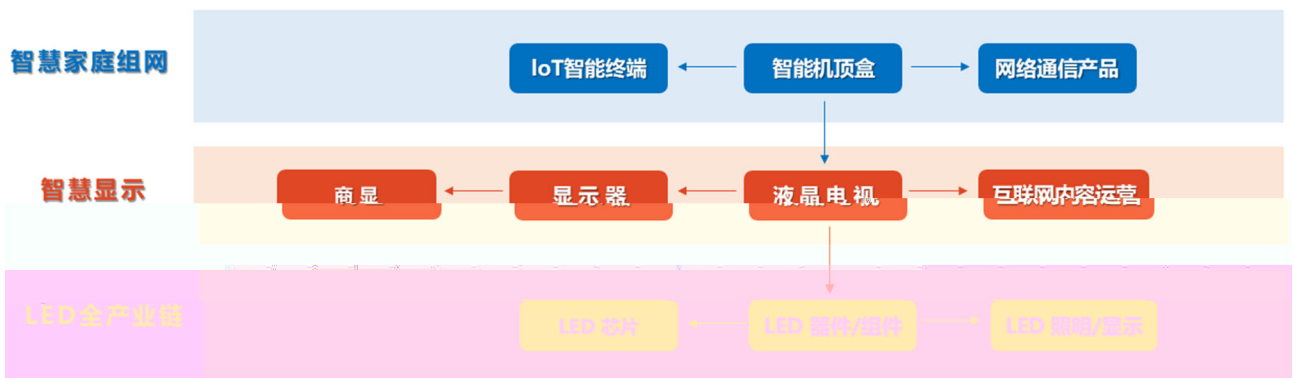 智慧家庭组网
IoT智能终端
智能机顶盒
网络通信产品
智慧显示
商显
显示器
液晶电视
互联网内容运营
LED全产业链
LED 芯片
LED 器件/组件
LED 照明/显示